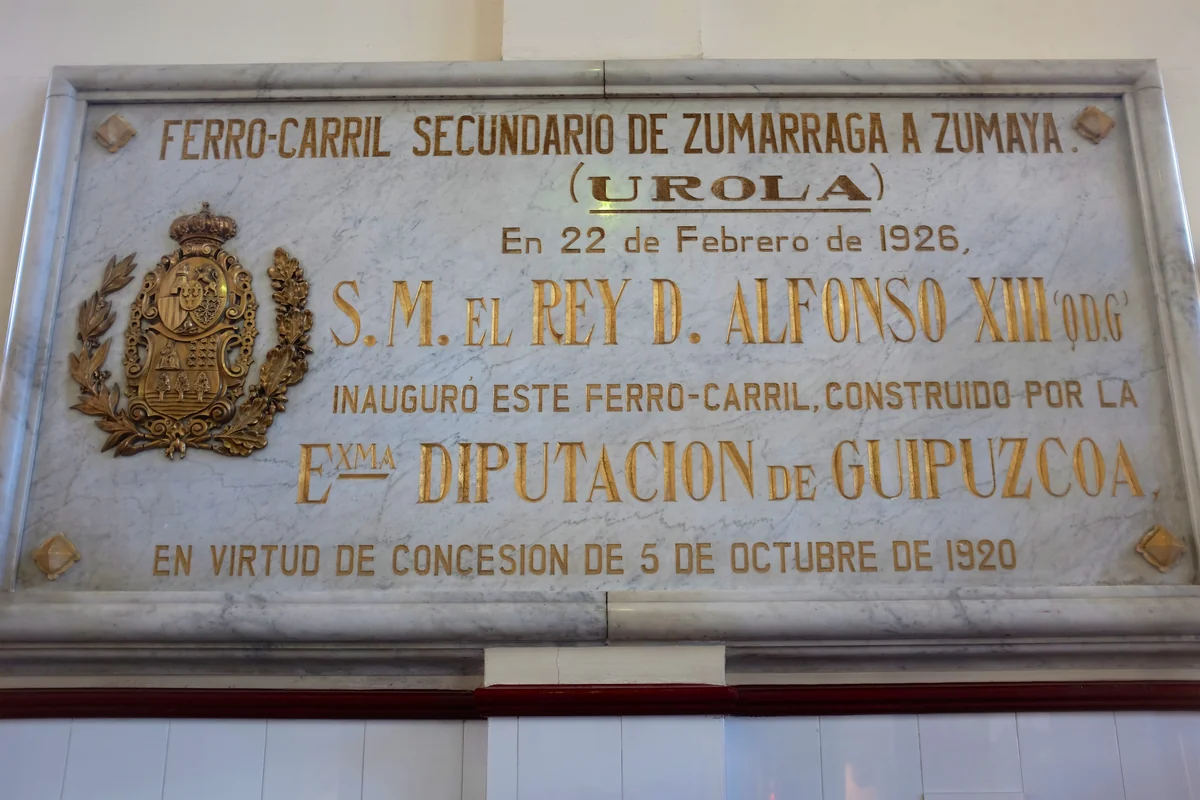 FERRO-CARRIL SECUNDARIO DE ZUMARRAGA A ZUMAYA.
(UROLA)
En 22 de Febrero de 1926,
S.M. EL REY D. ALFONSO XIII (Q.D.G)
INAUGURÓ ESTE FERRO-CARRIL, CONSTRUIDO POR LA
EXMA DIPUTACION DE GUIPUZCOA,
EN VIRTUD DE CONCESION DE 5 DE OCTUBRE DE 1920